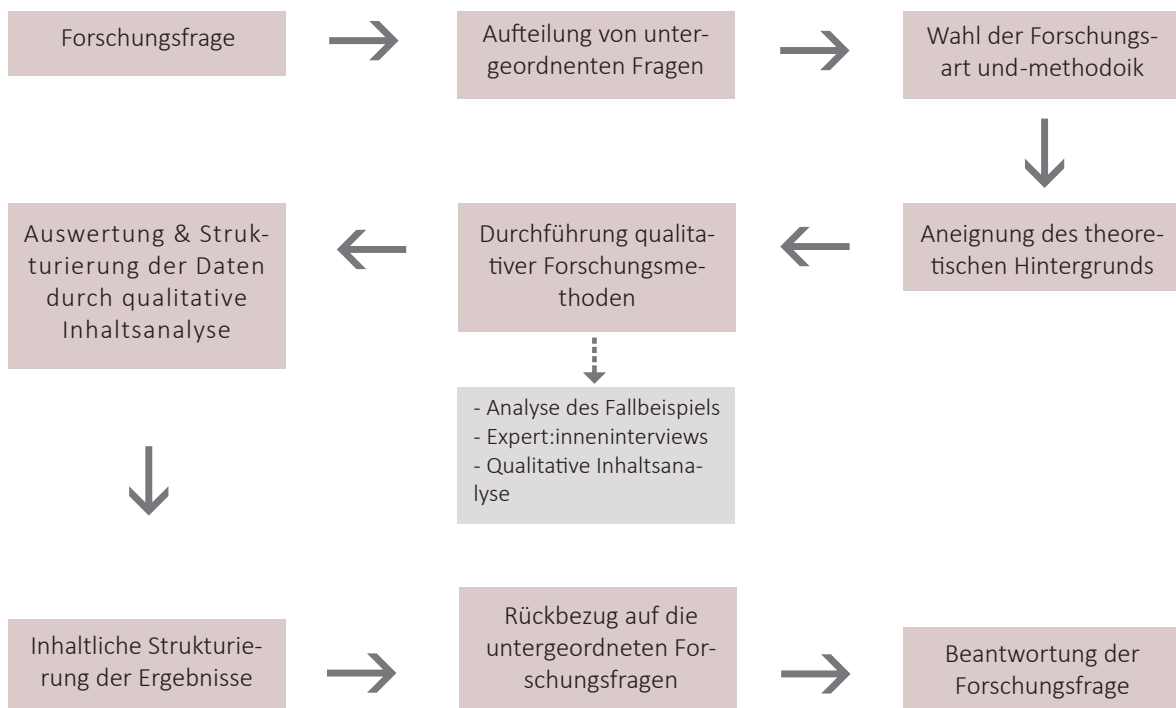 Forschungsfrage
Aufteilung von unter-
geordnenten Fragen
Wahl der Forschungs-
art und-methodoik
Aneignung des theore-
tischen Hintergrunds
Durchführung qualita-
tiver Forschungsme-
thoden
- Analyse des Fallbeispiels
- Expert:inneninterviews
- Qualitative Inhaltsana-
lyse
Auswertung & Struk-
turierung der Daten
durch qualitative
Inhaltsanalyse
Inhaltliche Strukturie-
rung der Ergebnisse
Rückbezug auf die
untergeordneten For-
schungsfragen
Beantwortung der
Forschungsfrage